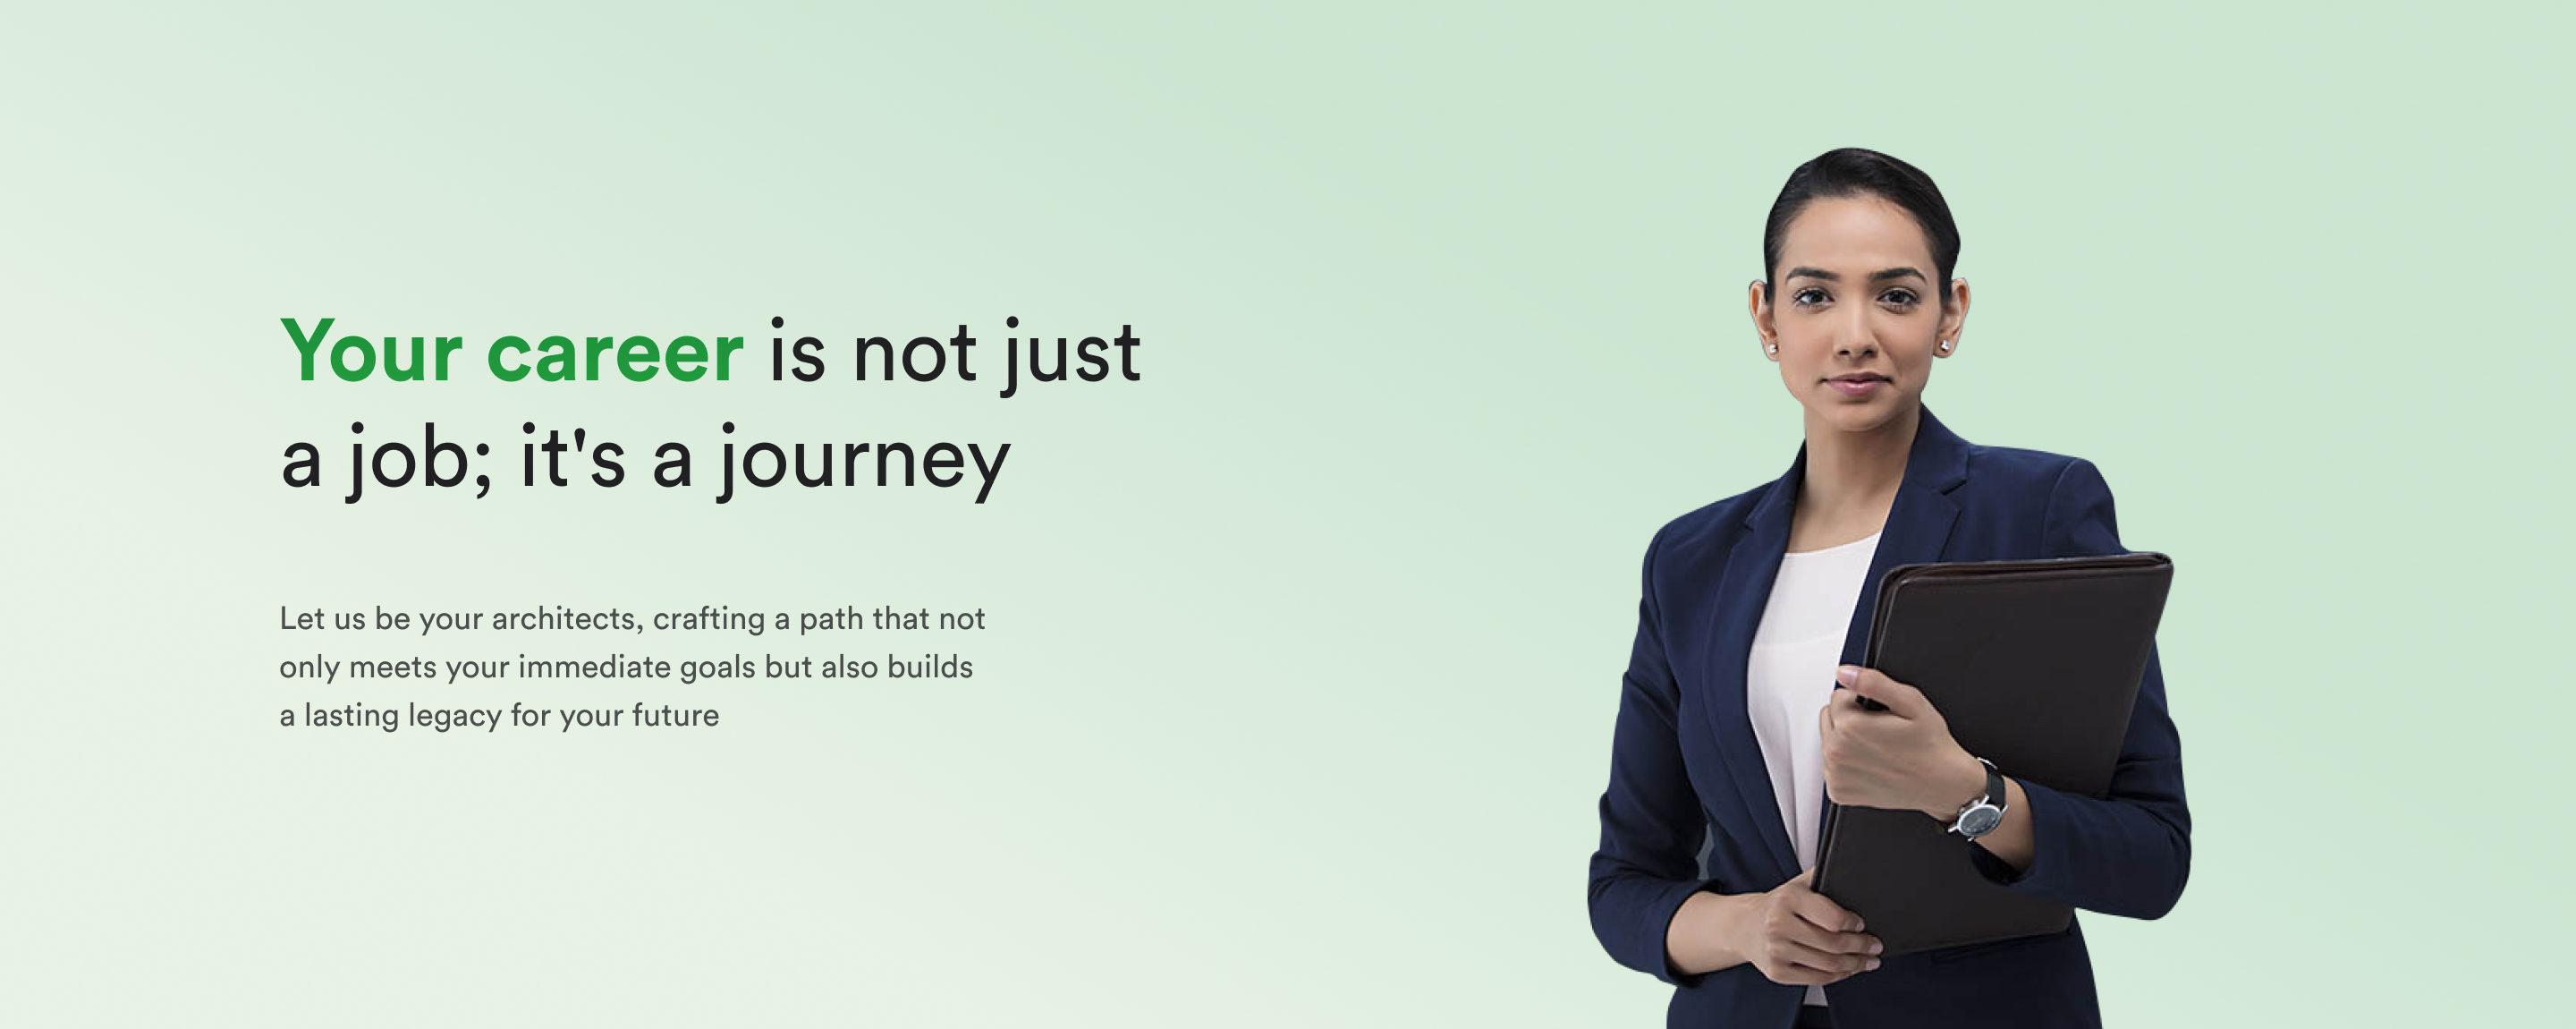 Your career is not just
a job; it's a journey
Let us be your architects, crafting a path that not
only meets your immediate goals but also builds
a lasting legacy for your future